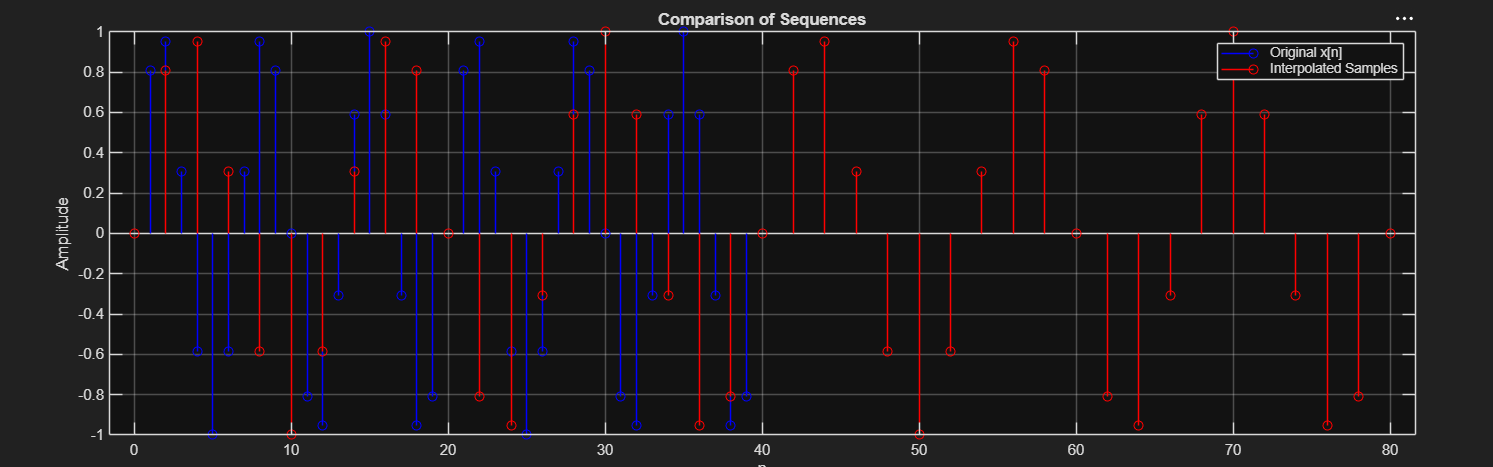 Comparison of Sequences
Original x[n]
Interpolated Samples
Amplitude
1
0.8
0.6
0.4
0.2
0
-0.2
-0.4
-0.6
-0.8
-1
0 10 20 30 40 50 60 70 80